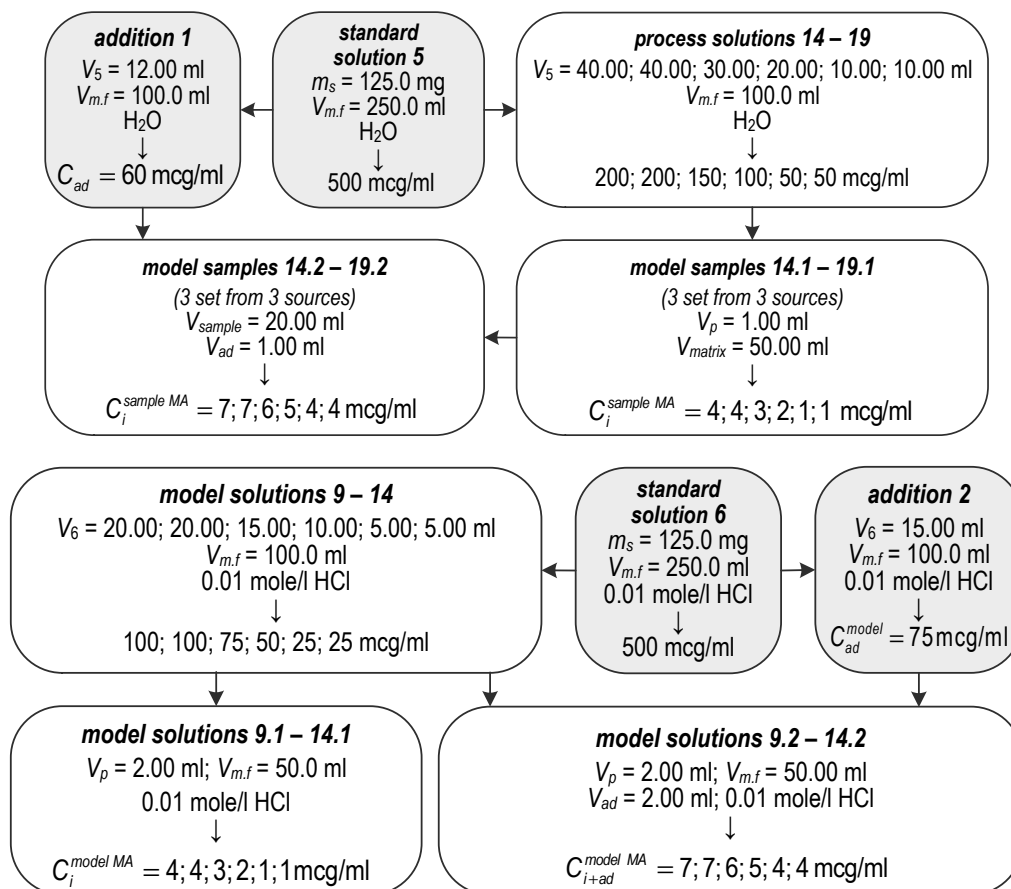 addition 1
V5 = 12.00 ml
Vm.f = 100.0 ml
H2O
↓
Cad = 60 mcg/ml
standard
solution 5
ms = 125.0 mg
Vm.f = 250.0 ml
H2O
↓
500 mcg/ml
process solutions 14 – 19
V5 = 40.00; 40.00; 30.00; 20.00; 10.00; 10.00 ml
Vm.f = 100.0 ml
H2O
↓
200; 200; 150; 100; 50; 50 mcg/ml
model samples 14.2 – 19.2
(3 set from 3 sources)
Vsample = 20.00 ml
Vad = 1.00 ml
↓
Ci sample MA = 7; 7; 6; 5; 4; 4 mcg/ml
model samples 14.1 – 19.1
(3 set from 3 sources)
Vp = 1.00 ml
Vmatrix = 50.00 ml
↓
Ci sample MA = 4; 4; 3; 2; 1; 1 mcg/ml
model solutions 9 – 14
V6 = 20.00; 20.00; 15.00; 10.00; 5.00; 5.00 ml
Vm.f = 100.0 ml
0.01 mole/l HCl
↓
100; 100; 75; 50; 25; 25 mcg/ml
standard
solution 6
ms = 125.0 mg
Vm.f = 250.0 ml
0.01 mole/l HCl
↓
500 mcg/ml
addition 2
V6 = 15.00 ml
Vm.f = 100.0 ml
0.01 mole/l HCl
↓
Cad model = 75 mcg/ml
model solutions 9.1 – 14.1
Vp = 2.00 ml; Vm.f = 50.0 ml
0.01 mole/l HCl
↓
Ci model MA = 4; 4; 3; 2; 1; 1 mcg/ml
model solutions 9.2 – 14.2
Vp = 2.00 ml; Vm.f = 50.00 ml
Vad = 2.00 ml; 0.01 mole/l HCl
↓
Ci+ad model MA = 7; 7; 6; 5; 4; 4 mcg/ml